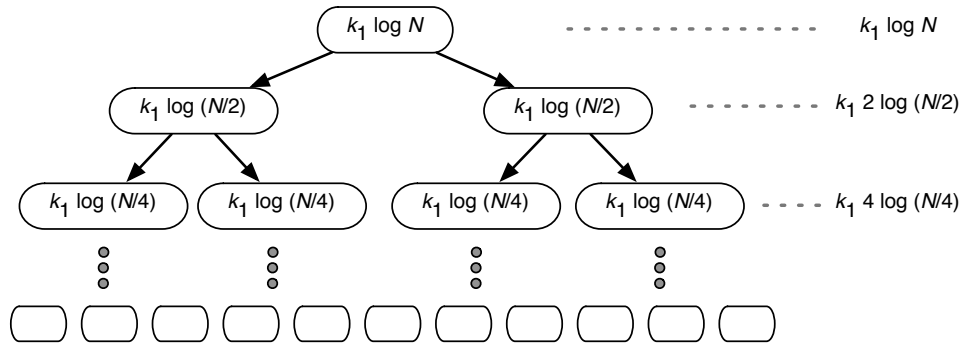 k₁ log N
k₁ log N
k₁ log (N/2)
k₁ log (N/2)
k₁ 2 log (N/2)
k₁ log (N/4)
k₁ log (N/4)
k₁ log (N/4)
k₁ log (N/4)
k₁ 4 log (N/4)